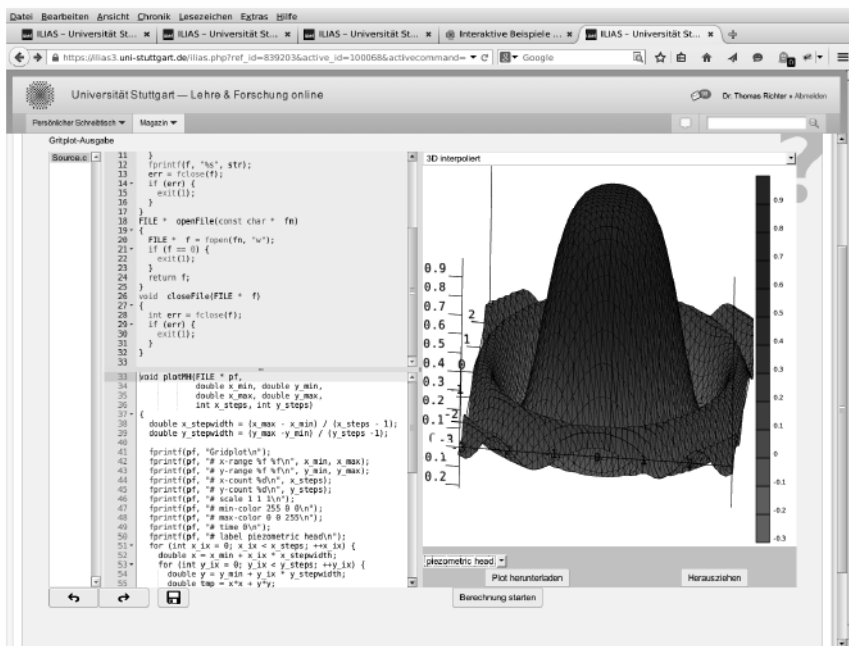 Datei Bearbeiten Ansicht Chronik Lesezeichen Extras Hilfe
ILIAS – Universität St... × ILIAS – Universität St... × ILIAS – Universität St... × Interaktive Beispiele ... × ILIAS – Universität St... ×
https://ilias3.uni-stuttgart.de/ilias.php?ref_id=839203&active_id=100068&activecommand= Google
Universität Stuttgart — Lehre & Forschung online
Dr. Thomas Richter » Abmelden
Persönlicher Schreibtisch Magazin
Gritplot-Ausgabe
Source.c
11 }
12 fprintf(f, "%s", str);
13 err = fclose(f);
14 if (err) {
15 exit(1);
16 }
17 }
18 FILE * openFile(const char * fn)
19 {
20 FILE * f = fopen(fn, "w");
21 if (f == 0) {
22 exit(1);
23 }
24 return f;
25 }
26 void closeFile(FILE * f)
27 {
28 int err = fclose(f);
29 if (err) {
30 exit(1);
31 }
32 }
33
33 void plotMH(FILE * pf,
34 double x_min, double y_min,
35 double x_max, double y_max,
36 int x_steps, int y_steps)
37 {
38 double x_stepwidth = (x_max - x_min) / (x_steps - 1);
39 double y_stepwidth = (y_max -y_min) / (y_steps -1);
40
41 fprintf(pf, "Gridplot\n");
42 fprintf(pf, "# x-range %f %f\n", x_min, x_max);
43 fprintf(pf, "# y-range %f %f\n", y_min, y_max);
44 fprintf(pf, "# x-count %d\n", x_steps);
45 fprintf(pf, "# y-count %d\n", y_steps);
46 fprintf(pf, "# scale 1 1 1\n");
47 fprintf(pf, "# min-color 255 0 0\n");
48 fprintf(pf, "# max-color 0 0 255\n");
49 fprintf(pf, "# time 0\n");
50 fprintf(pf, "# label piezometric head\n");
51 for (int x_ix = 0; x_ix < x_steps; ++x_ix) {
52 double x = x_min + x_ix * x_stepwidth;
53 for (int y_ix = 0; y_ix < y_steps; ++y_ix) {
54 double y = y_min + y_ix * y_stepwidth;
55 double tmp = x*x + y*y;
3D interpoliert
?
0.9
0.8
0.7
0.6
0.5
0.4
0.3
0.2
0.1
0.1
0.2
2
1
0
-2
-3
0
0.9
0.8
0.7
0.6
0.5
0.4
0.3
0.2
0.1
0
-0.1
-0.2
-0.3
piezometric head
Plot herunterladen Herausziehen
Berechnung starten